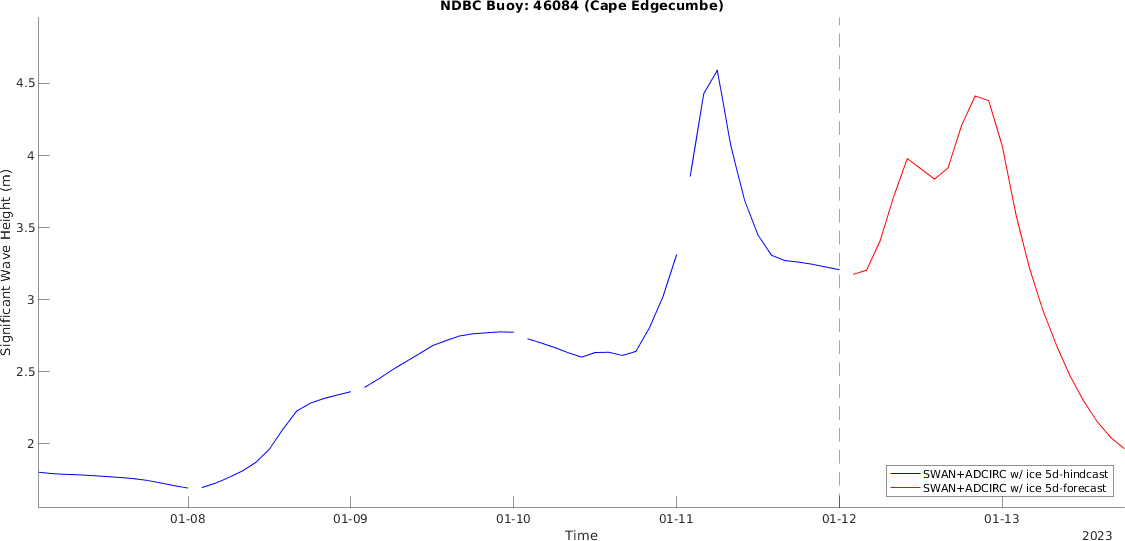 NDBC Buoy: 46084 (Cape Edgecumbe)
Significant Wave Height (m)
4.5
4
3.5
3
2.5
2
SWAN+ADCIRC w/ ice 5d-hindcast
SWAN+ADCIRC w/ ice 5d-forecast
01-08
01-09
01-10
01-11
01-12
01-13
Time
2023